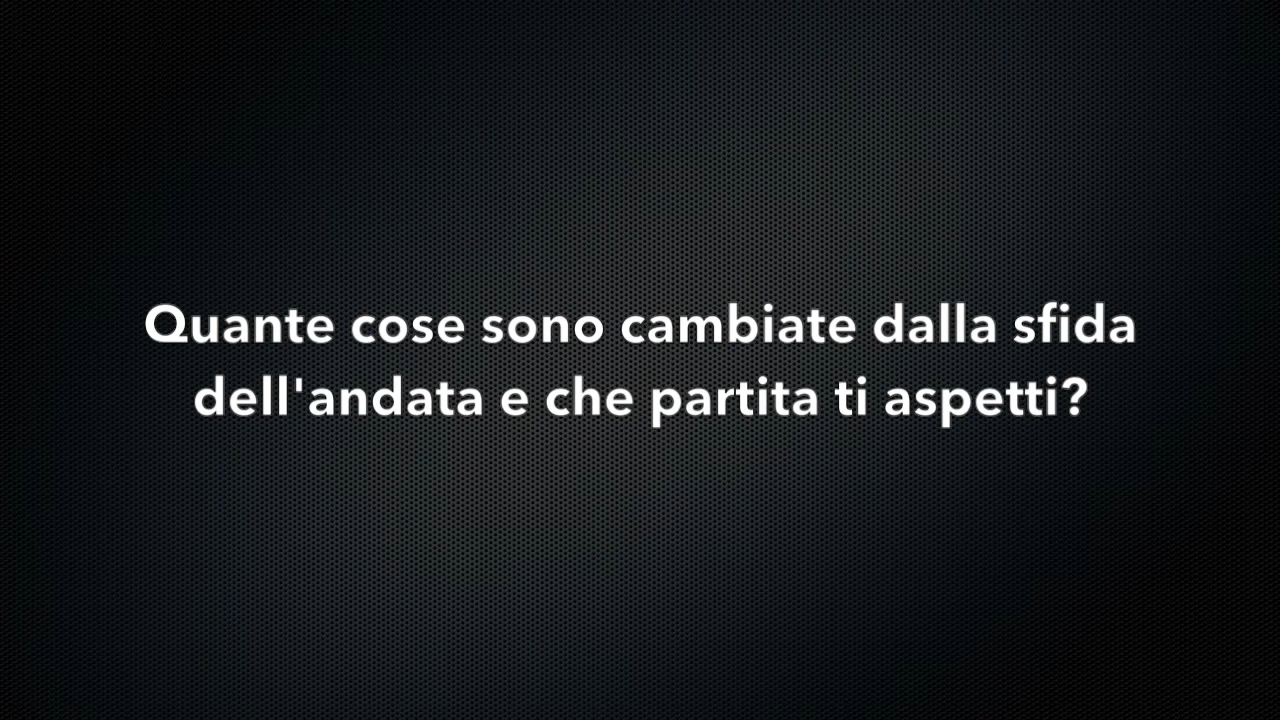 Quante cose sono cambiate dalla sfida
dell'andata e che partita ti aspetti?